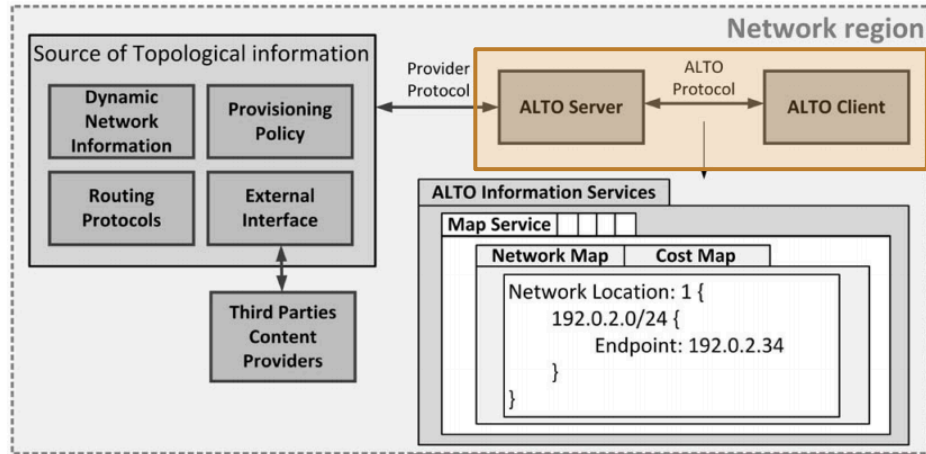 Network region
Source of Topological information
Dynamic
Network
Information
Provisioning
Policy
Routing
Protocols
External
Interface
Third Parties
Content
Providers
Provider
Protocol
ALTO Server
ALTO
Protocol
ALTO Client
ALTO Information Services
Map Service
Network Map
Cost Map
Network Location: 1 {
192.0.2.0/24 {
Endpoint: 192.0.2.34
}
}